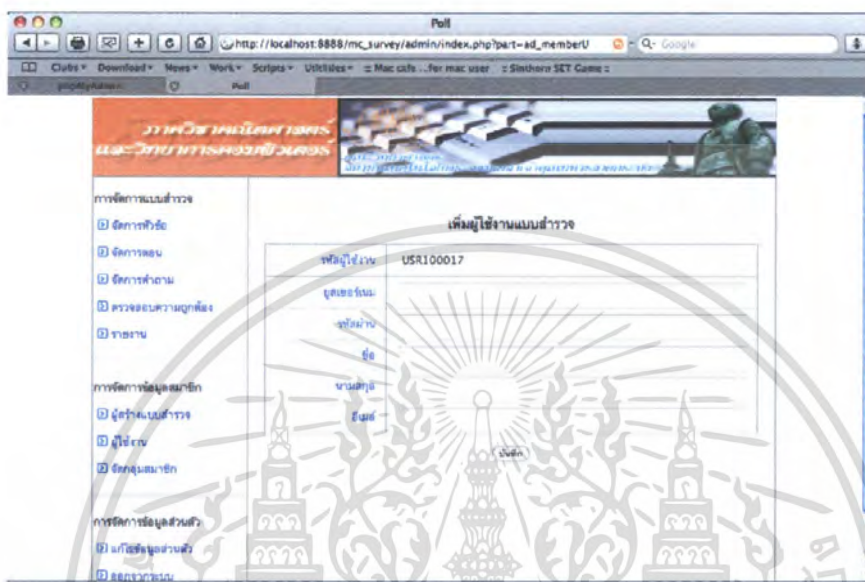 Poll
http://localhost:8888/mc_survey/admin/index.php?part=ad_memberU
Google
Clubs Download News Work Scripts Utilities :: Mac cafe ...for mac user :: Sinthorn SET Game ::
phpMyAdmin Poll
ภาควิชาคณิตศาสตร์
และวิทยาการคอมพิวเตอร์
การจัดการแบบสำรวจ
จัดการหัวข้อ
จัดการตอน
จัดการคำถาม
ตรวจสอบความถูกต้อง
รายงาน
การจัดการข้อมูลสมาชิก
ผู้สร้างแบบสำรวจ
ผู้ใช้งาน
จัดกลุ่มสมาชิก
การจัดการข้อมูลส่วนตัว
แก้ไขข้อมูลส่วนตัว
ออกจากระบบ
เพิ่มผู้ใช้งานแบบสำรวจ
รหัสผู้ใช้งาน USR100017
ยูสเซอร์เนม
รหัสผ่าน
ชื่อ
นามสกุล
อีเมล์
บันทึก